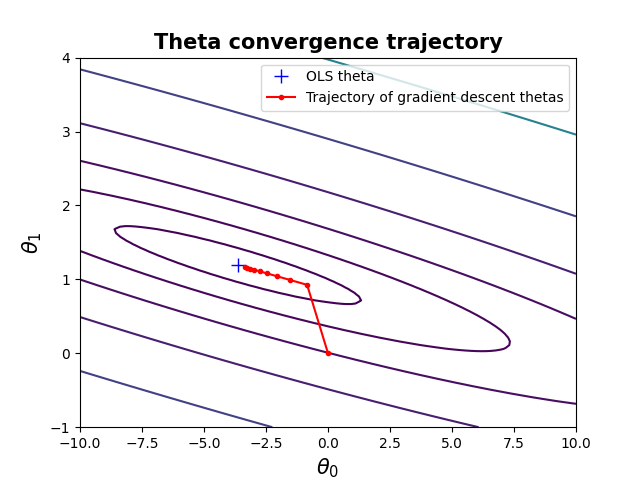 Theta convergence trajectory
OLS theta
Trajectory of gradient descent thetas
4
3
2
1
0
−1
θ1
−10.0 −7.5 −5.0 −2.5 0.0 2.5 5.0 7.5 10.0
θ0